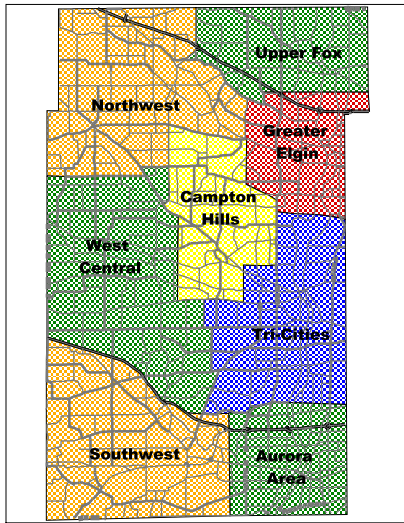 Upper Fox
Northwest
Greater
Elgin
Campton
Hills
West
Central
Tri-Cities
Southwest
Aurora
Area